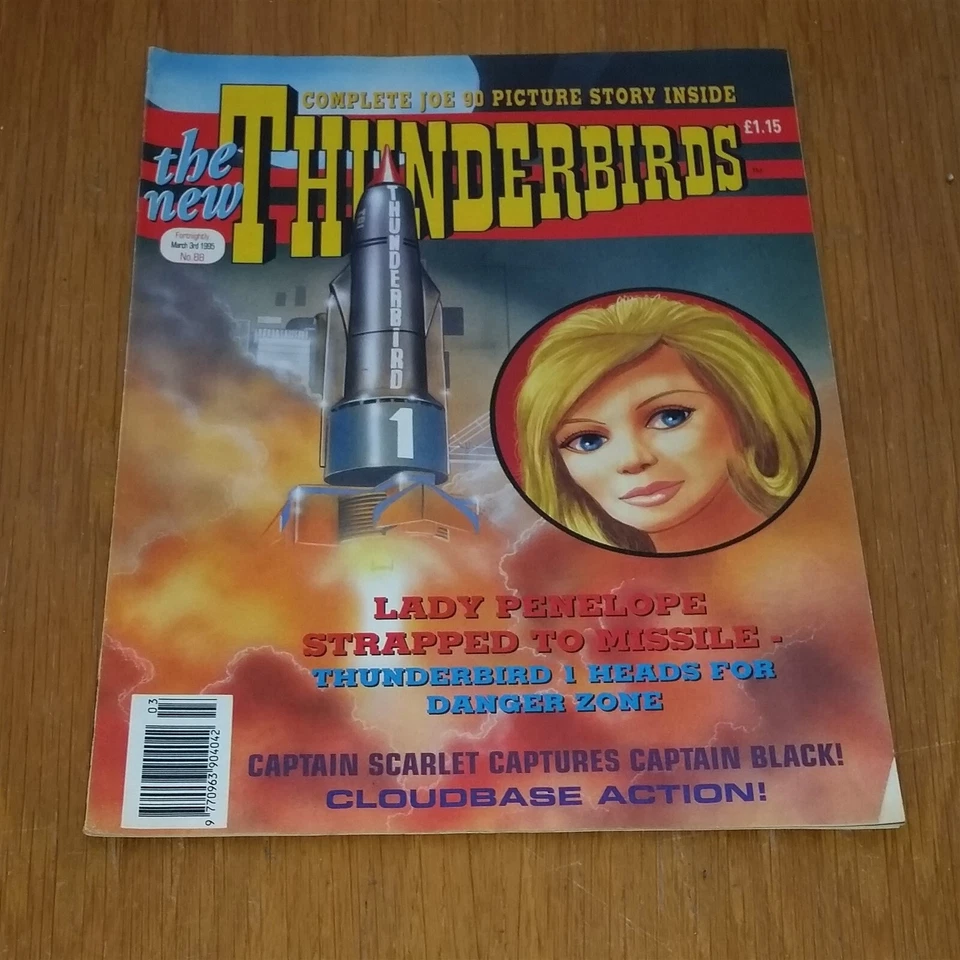 COMPLETE JOE 90 PICTURE STORY INSIDE
£1.15
the new THUNDERBIRDS
TM
Fortnightly
March 3rd 1995
No.88
THUNDERBIRD
1
LADY PENELOPE
STRAPPED TO MISSILE -
THUNDERBIRD 1 HEADS FOR
DANGER ZONE
CAPTAIN SCARLET CAPTURES CAPTAIN BLACK!
CLOUDBASE ACTION!
03
9 770963 904042